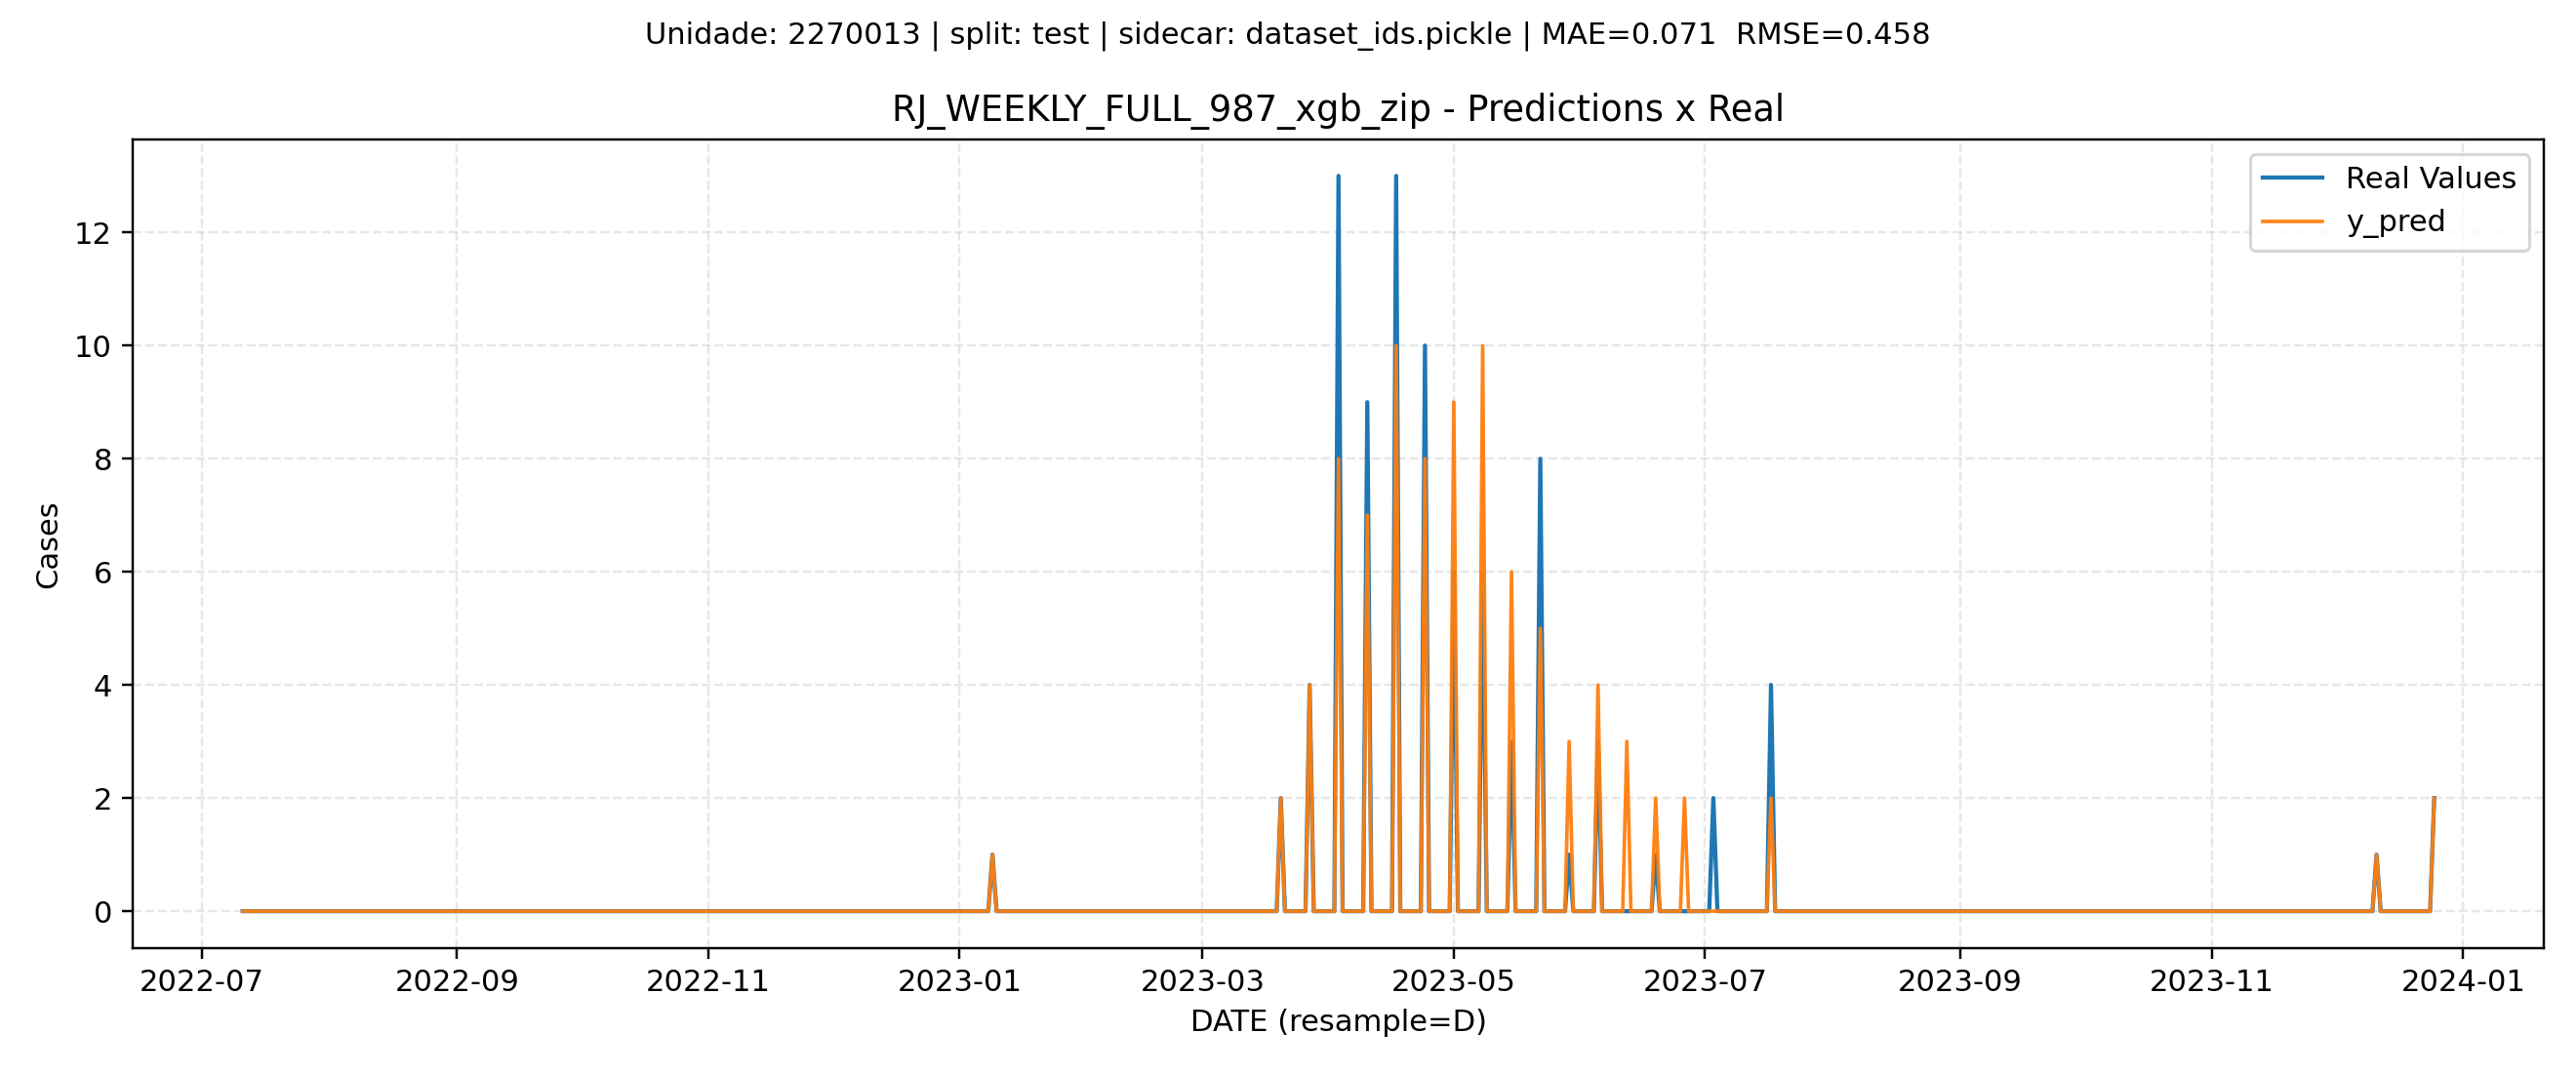 Unidade: 2270013 | split: test | sidecar: dataset_ids.pickle | MAE=0.071  RMSE=0.458
RJ_WEEKLY_FULL_987_xgb_zip - Predictions x Real
Real Values
y_pred
Cases
12
10
8
6
4
2
0
2022-07
2022-09
2022-11
2023-01
2023-03
2023-05
2023-07
2023-09
2023-11
2024-01
DATE (resample=D)